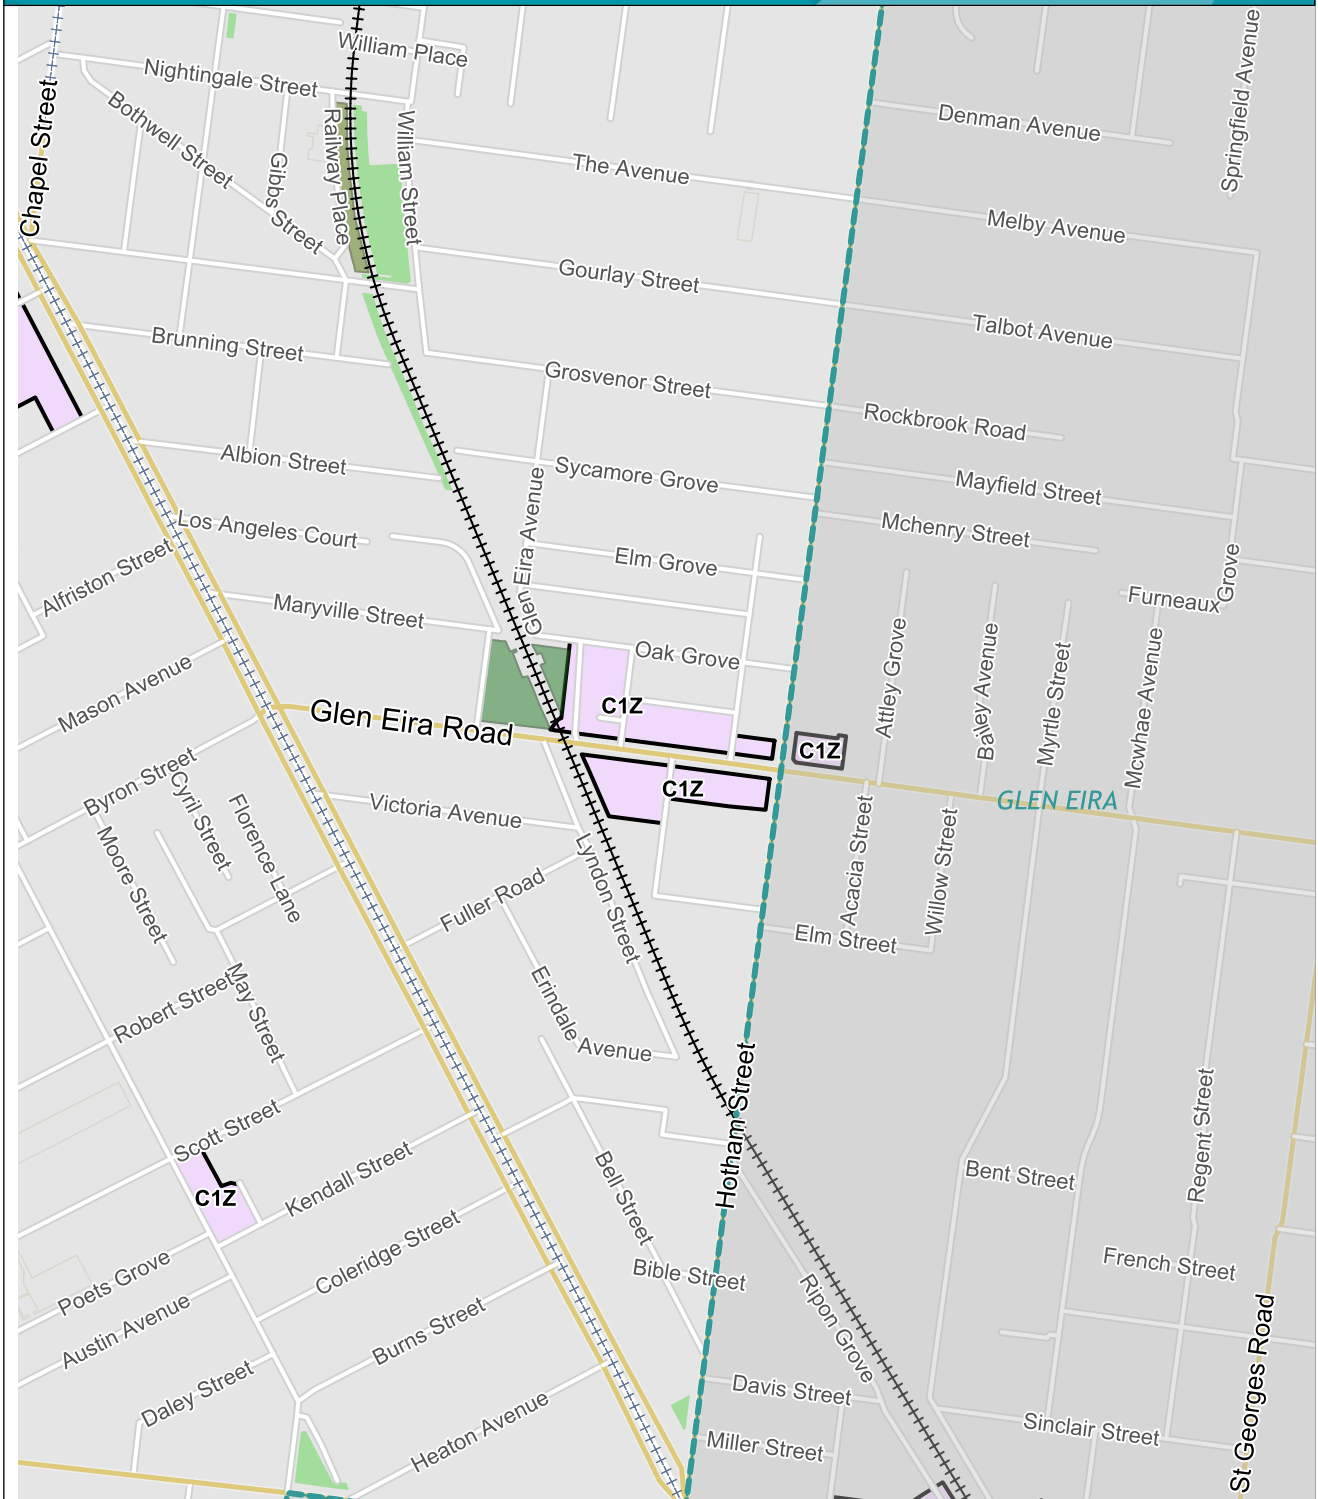 William Place
Nightingale Street
Bothwell Street
Gibbs Street
Railway Place
William Street
Chapel Street
The Avenue
Denman Avenue
Springfield Avenue
Melby Avenue
Gourlay Street
Talbot Avenue
Brunning Street
Grosvenor Street
Rockbrook Road
Albion Street
Sycamore Grove
Mayfield Street
Los Angeles Court
Glen Eira Avenue
Mchenry Street
Alfriston Street
Elm Grove
Furneaux Grove
Maryville Street
Oak Grove
Attley Grove
Bailey Avenue
Myrtle Street
Mcwhae Avenue
Mason Avenue
Glen Eira Road
C1Z
C1Z
C1Z
GLEN EIRA
Byron Street
Cyril Street
Florence Lane
Moore Street
Victoria Avenue
Lyndon Street
Fuller Road
Acacia Street
Willow Street
Elm Street
May Street
Robert Street
Erindale Avenue
Hotham Street
Scott Street
C1Z
Kendall Street
Bell Street
Bent Street
Regent Street
Coleridge Street
Poets Grove
Bible Street
French Street
Austin Avenue
Burns Street
Ripon Grove
St Georges Road
Daley Street
Davis Street
Heaton Avenue
Miller Street
Sinclair Street